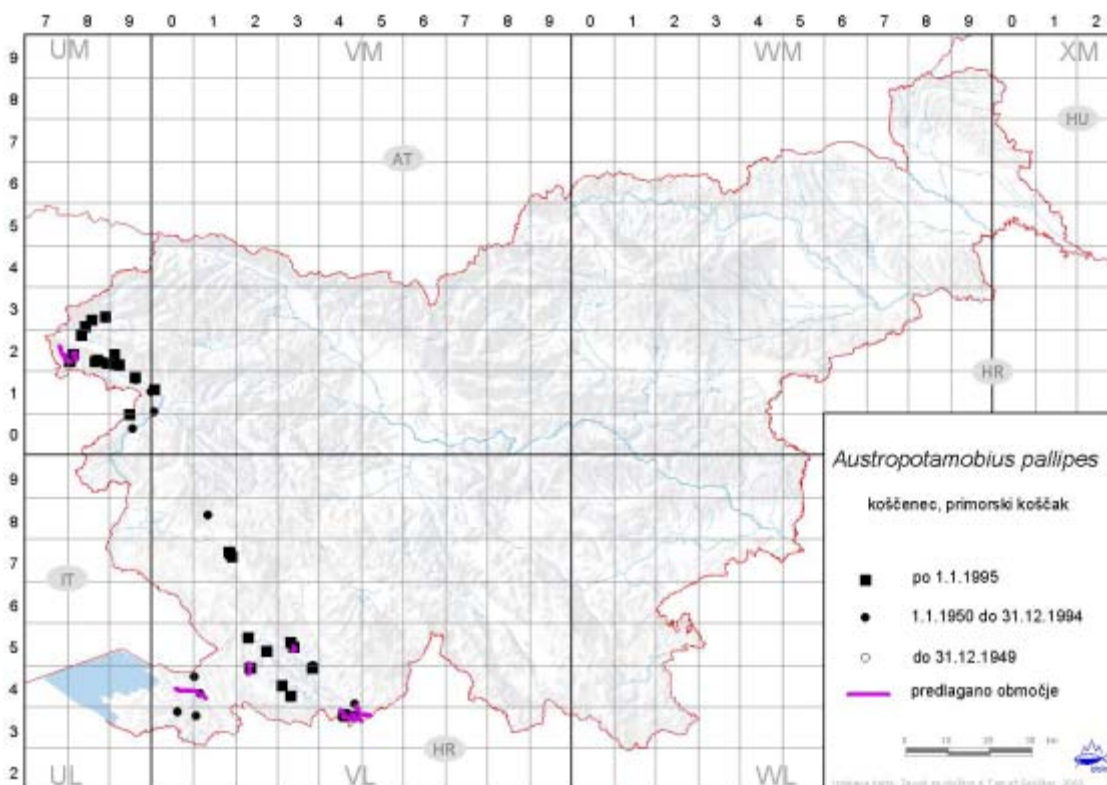 7 8 9 0 1 2 3 4 5 6 7 8 9 0 1 2 3 4 5 6 7 8 9 0 1 2
UM VM WM XM
9
8
7
6
5
4
3
2
1
0
9
8
7
6
5
4
3
2
HU
AT
HR
IT
HR
UL VL WL
Austropotamobius pallipes
koščenec, primorski koščak
po 1.1.1995
1.1.1950 do 31.12.1994
do 31.12.1949
predlagano območje
0 10 20 30